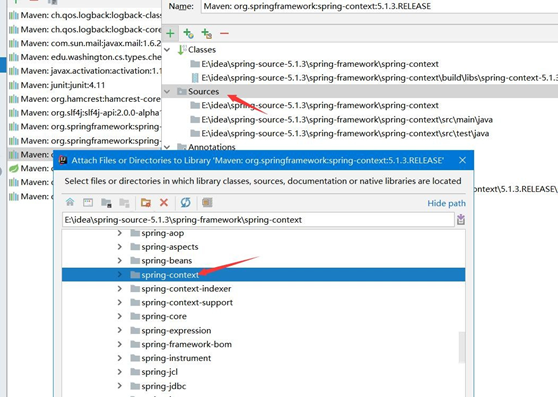 Maven: ch.qos.logback:logback-clas
Maven: ch.qos.logback:logback-core
Maven: com.sun.mail:javax.mail:1.6.2
Maven: edu.washington.cs.types.che
Maven: javax.activation:activation:1.1
Maven: junit:junit:4.11
Maven: org.hamcrest:hamcrest-core
Maven: org.slf4j:slf4j-api:2.0.0-alpha1
Maven: org.springframework:spring-
Maven: org.springframework:spring-
Maven: o
Maven: o
Maven: o
Maven: o
Name: Maven: org.springframework:spring-context:5.1.3.RELEASE
Classes
E:\idea\spring-source-5.1.3\spring-framework\spring-context
E:\idea\spring-source-5.1.3\spring-framework\spring-context\build\libs\spring-context-5.1.3
Sources
E:\idea\spring-source-5.1.3\spring-framework\spring-context
E:\idea\spring-source-5.1.3\spring-framework\spring-context\src\main\java
E:\idea\spring-source-5.1.3\spring-framework\spring-context\src\test\java
Annotations
context\5.1.3.RELEASE\
Attach Files or Directories to Library 'Maven: org.springframework:spring-context:5.1.3.RELEASE'
Select files or directories in which library classes, sources, documentation or native libraries are located
Hide path
E:\idea\spring-source-5.1.3\spring-framework\spring-context
spring-aop
spring-aspects
spring-beans
spring-context
spring-context-indexer
spring-context-support
spring-core
spring-expression
spring-framework-bom
spring-instrument
spring-jcl
spring-jdbc